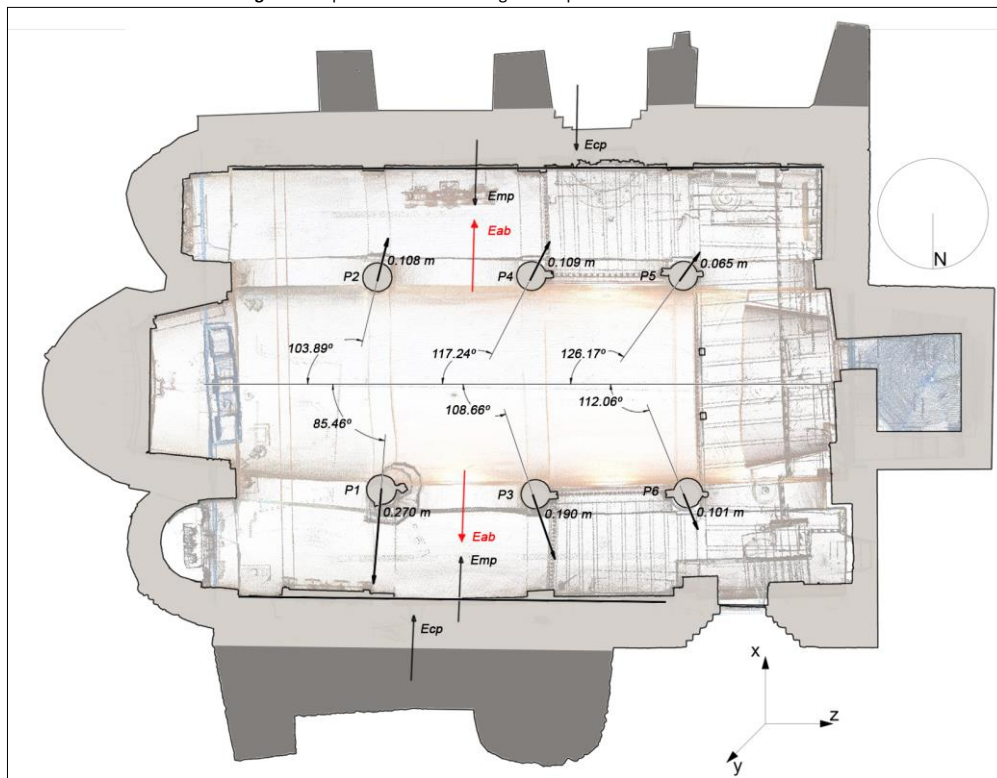 Ecp
Emp
Eab
N
P2
0.108 m
P4
0.109 m
P5
0.065 m
103.89º
117.24º
126.17º
85.46º
108.66º
112.06º
P1
0.270 m
P3
0.190 m
P6
0.101 m
Eab
Emp
Ecp
x
z
y